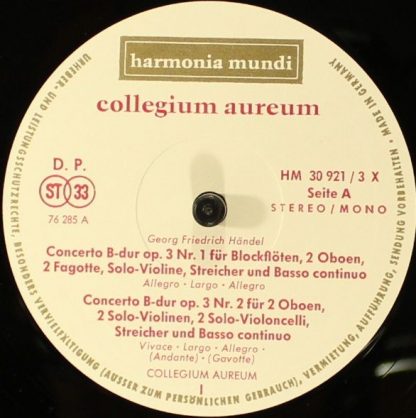 harmonia mundi
collegium aureum
D. P.
ST 33
76 285 A
HM 30 921 / 3 X
Seite A
STEREO / MONO
Georg Friedrich Händel
Concerto B-dur op. 3 Nr. 1 für Blockflöten, 2 Oboen,
2 Fagotte, Solo-Violine, Streicher und Basso continuo
Allegro - Largo - Allegro
Concerto B-dur op. 3 Nr. 2 für 2 Oboen,
2 Solo-Violinen, 2 Solo-Violoncelli,
Streicher und Basso continuo
Vivace - Largo - Allegro -
(Andante) - (Gavotte)
COLLEGIUM AUREUM
I
URHEBER- UND LEISTUNGSSCHUTZRECHTE, BESONDERS VERVIELFÄLTIGUNG (AUSSER ZUM PERSÖNLICHEN GEBRAUCH), VERMIETUNG, AUFFÜHRUNG, SENDUNG VORBEHALTEN • MADE IN GERMANY